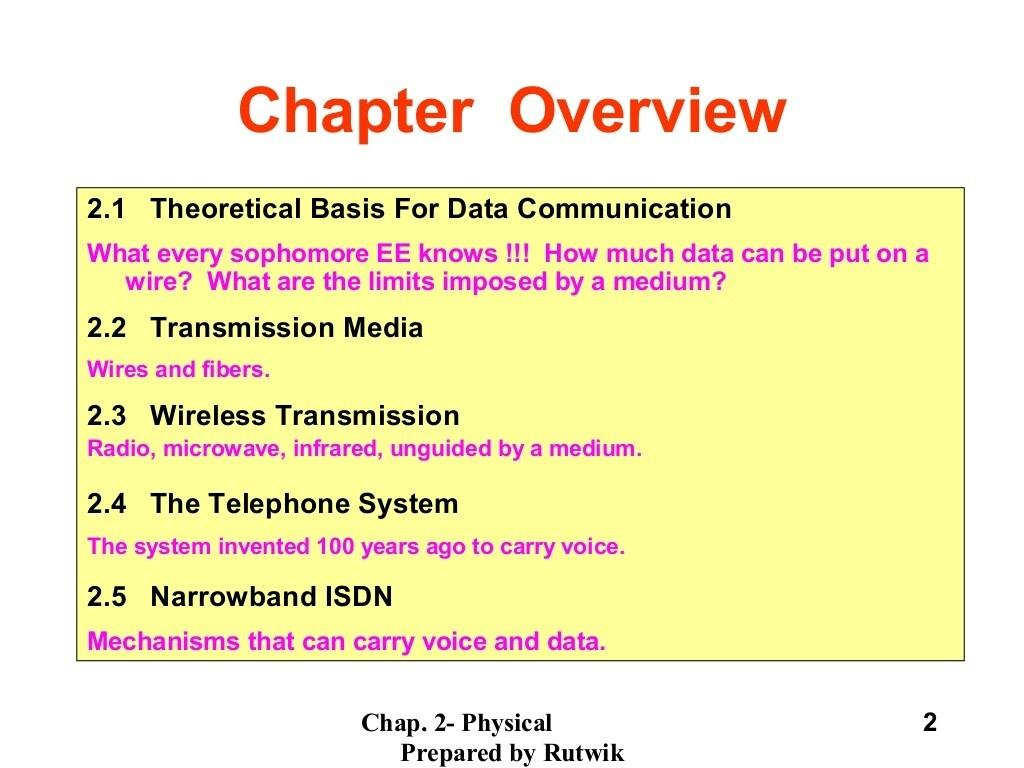 Chapter Overview
2.1 Theoretical Basis For Data Communication
What every sophomore EE knows !!! How much data can be put on a
wire? What are the limits imposed by a medium?
2.2 Transmission Media
Wires and fibers.
2.3 Wireless Transmission
Radio, microwave, infrared, unguided by a medium.
2.4 The Telephone System
The system invented 100 years ago to carry voice.
2.5 Narrowband ISDN
Mechanisms that can carry voice and data.
Chap. 2- Physical
Prepared by Rutwik
2